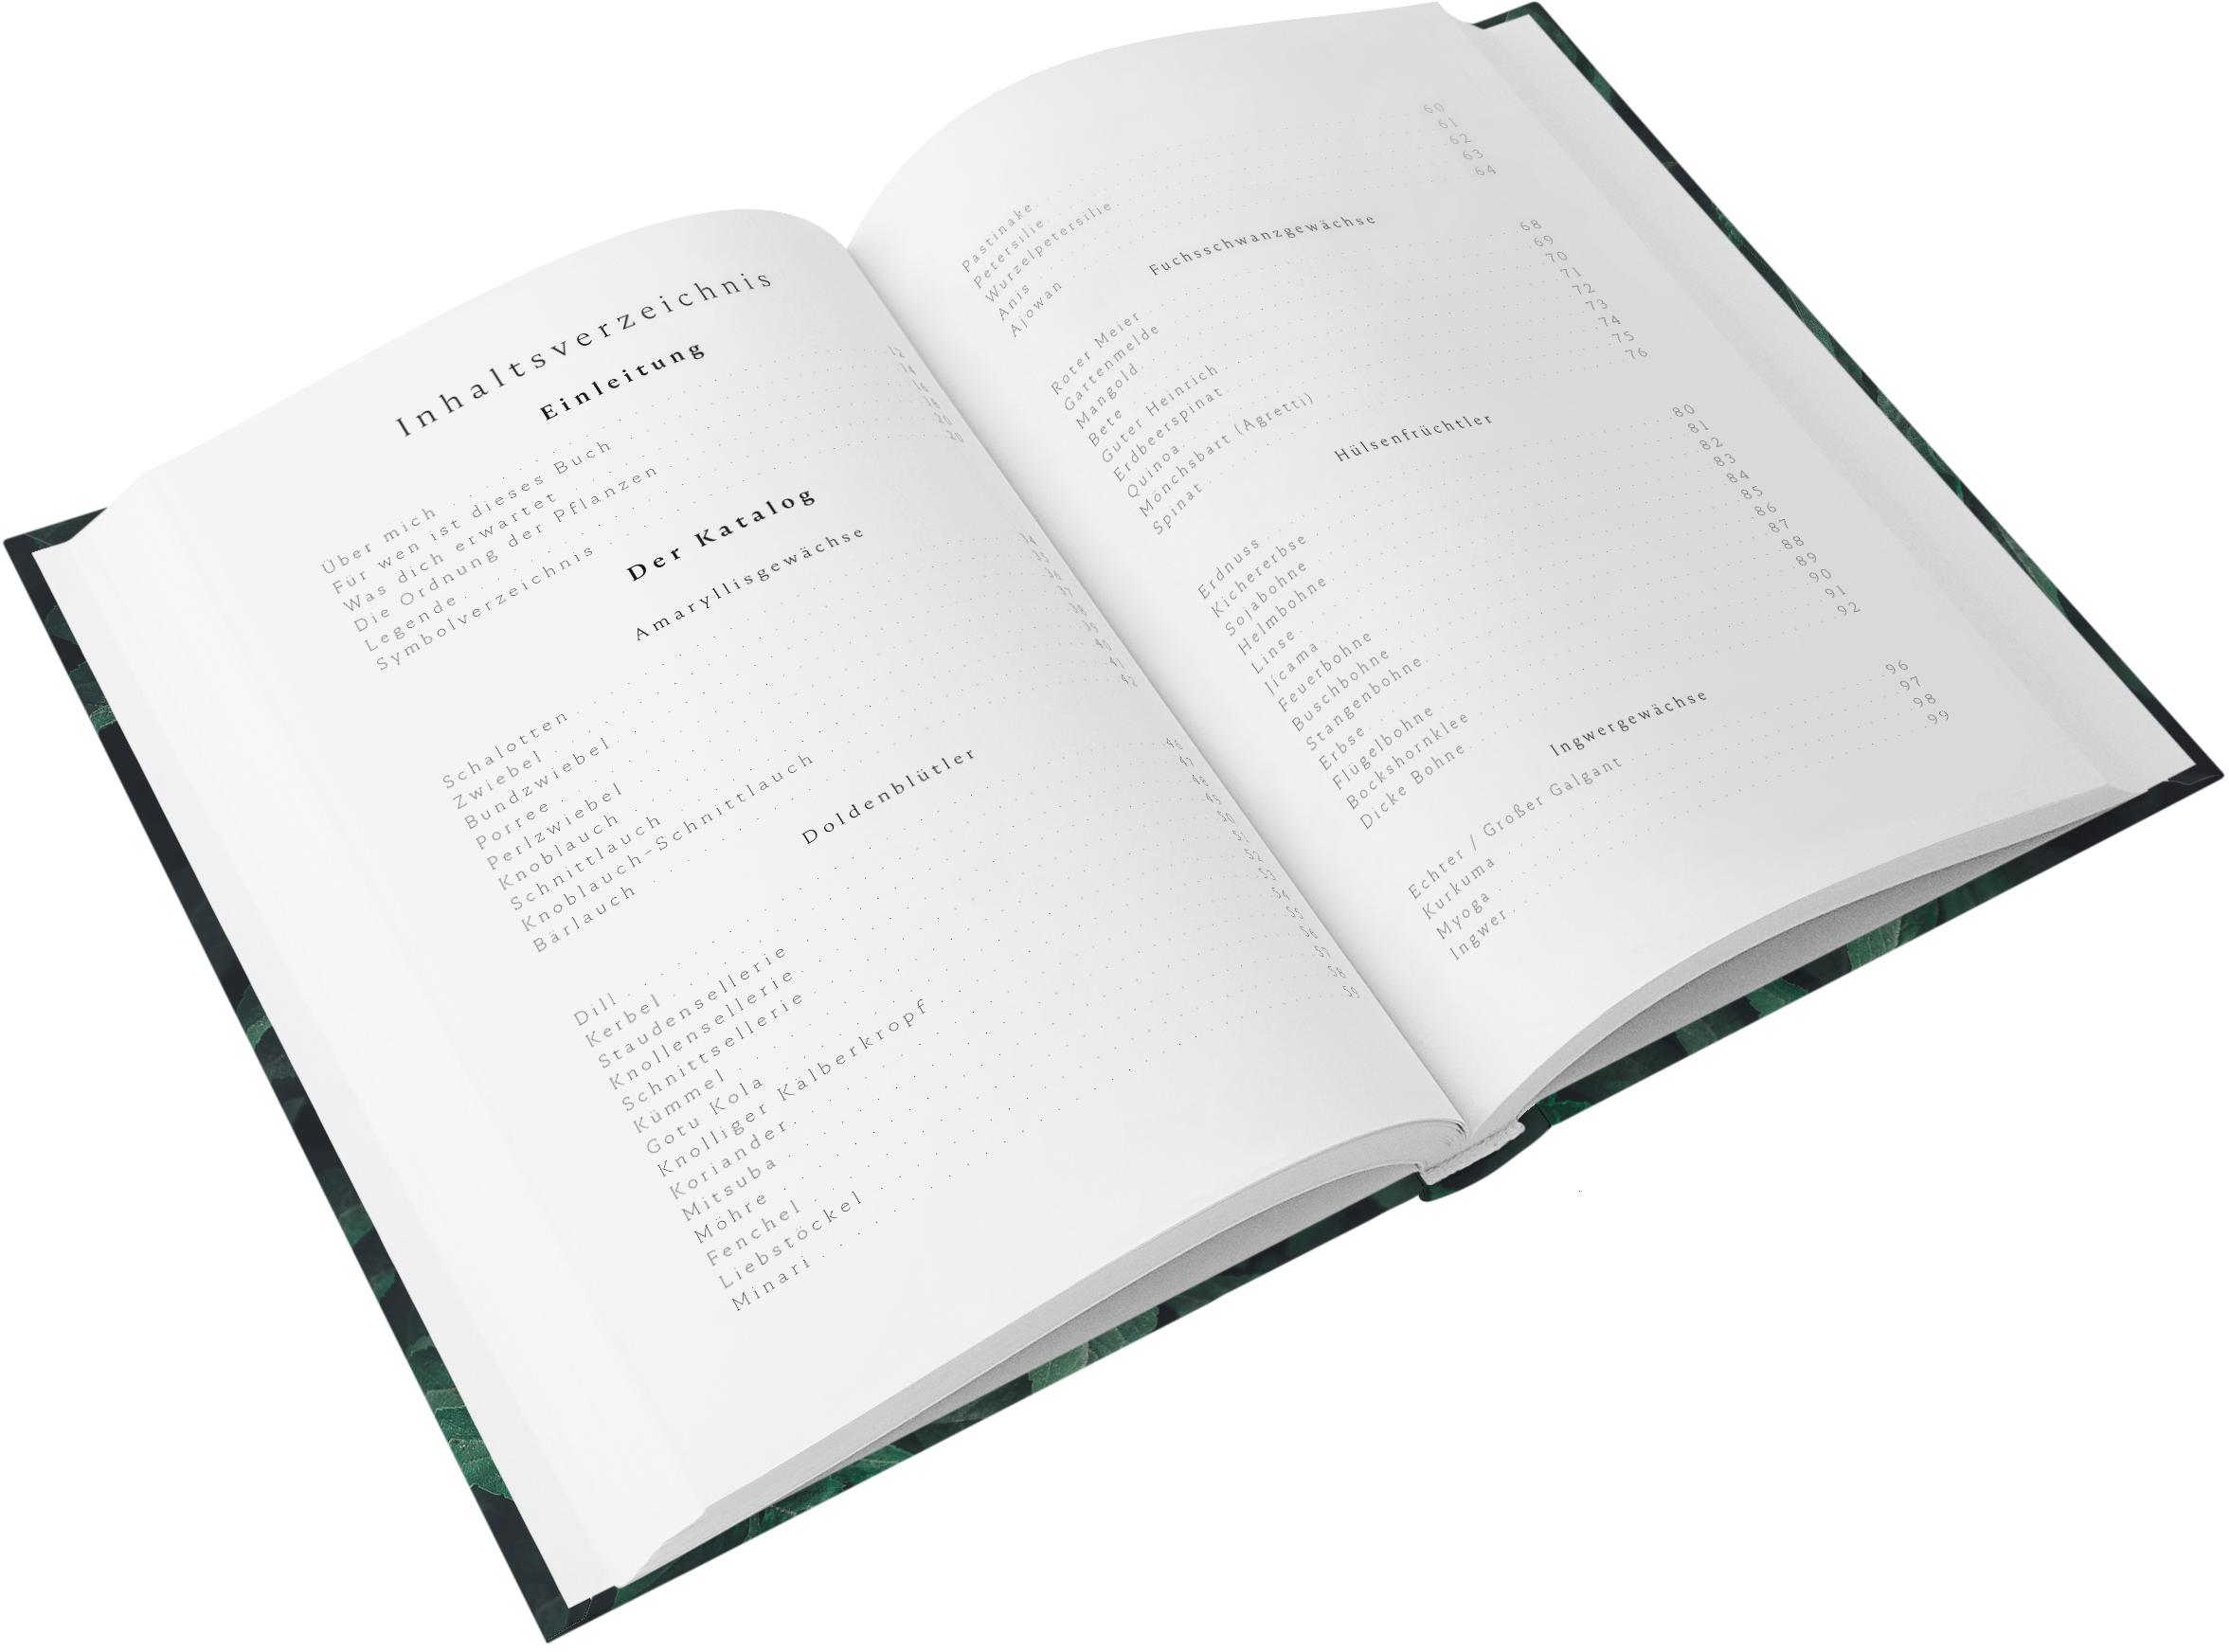 Inhaltsverzeichnis
Einleitung
Über mich 12
Für wen ist dieses Buch 14
Was dich erwartet 16
Die Ordnung der Pflanzen 18
Legende 20
Symbolverzeichnis 20
Der Katalog
Amaryllisgewächse
Schalotten 34
Zwiebel 35
Bundzwiebel 36
Porree 37
Perlzwiebel 38
Knoblauch 39
Schnittlauch 40
Knoblauch-Schnittlauch 41
Bärlauch 42
Doldenblütler
Dill 46
Kerbel 47
Staudensellerie 48
Knollensellerie 49
Schnittsellerie 50
Kümmel 51
Gotu Kola 52
Knolliger Kälberkropf 53
Koriander 54
Mitsuba 55
Möhre 56
Fenchel 57
Liebstöckel 58
Minari 59
Pastinake 60
Petersilie 61
Wurzelpetersilie 62
Anis 63
Ajowan 64
Fuchsschwanzgewächse
Roter Meier 68
Gartenmelde 69
Mangold 70
Bete 71
Guter Heinrich 72
Erdbeerspinat 73
Quinoa 74
Mönchsbart (Agretti) 75
Spinat 76
Hülsenfrüchtler
Erdnuss 80
Kichererbse 81
Sojabohne 82
Helmbohne 83
Linse 84
Jícama 85
Feuerbohne 86
Buschbohne 87
Stangenbohne 88
Erbse 89
Flügelbohne 90
Bockshornklee 91
Dicke Bohne 92
Ingwergewächse
Echter / Großer Galgant 96
Kurkuma 97
Myoga 98
Ingwer 99